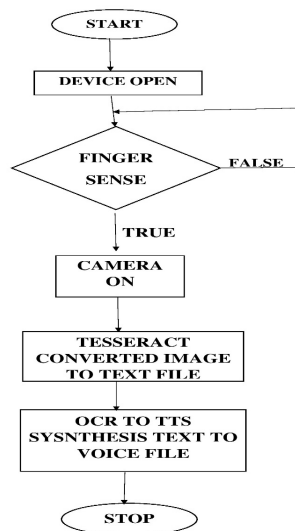 START
DEVICE OPEN
FINGER
SENSE
FALSE
TRUE
CAMERA
ON
TESSERACT
CONVERTED IMAGE
TO TEXT FILE
OCR TO TTS
SYSNTHESIS TEXT TO
VOICE FILE
STOP